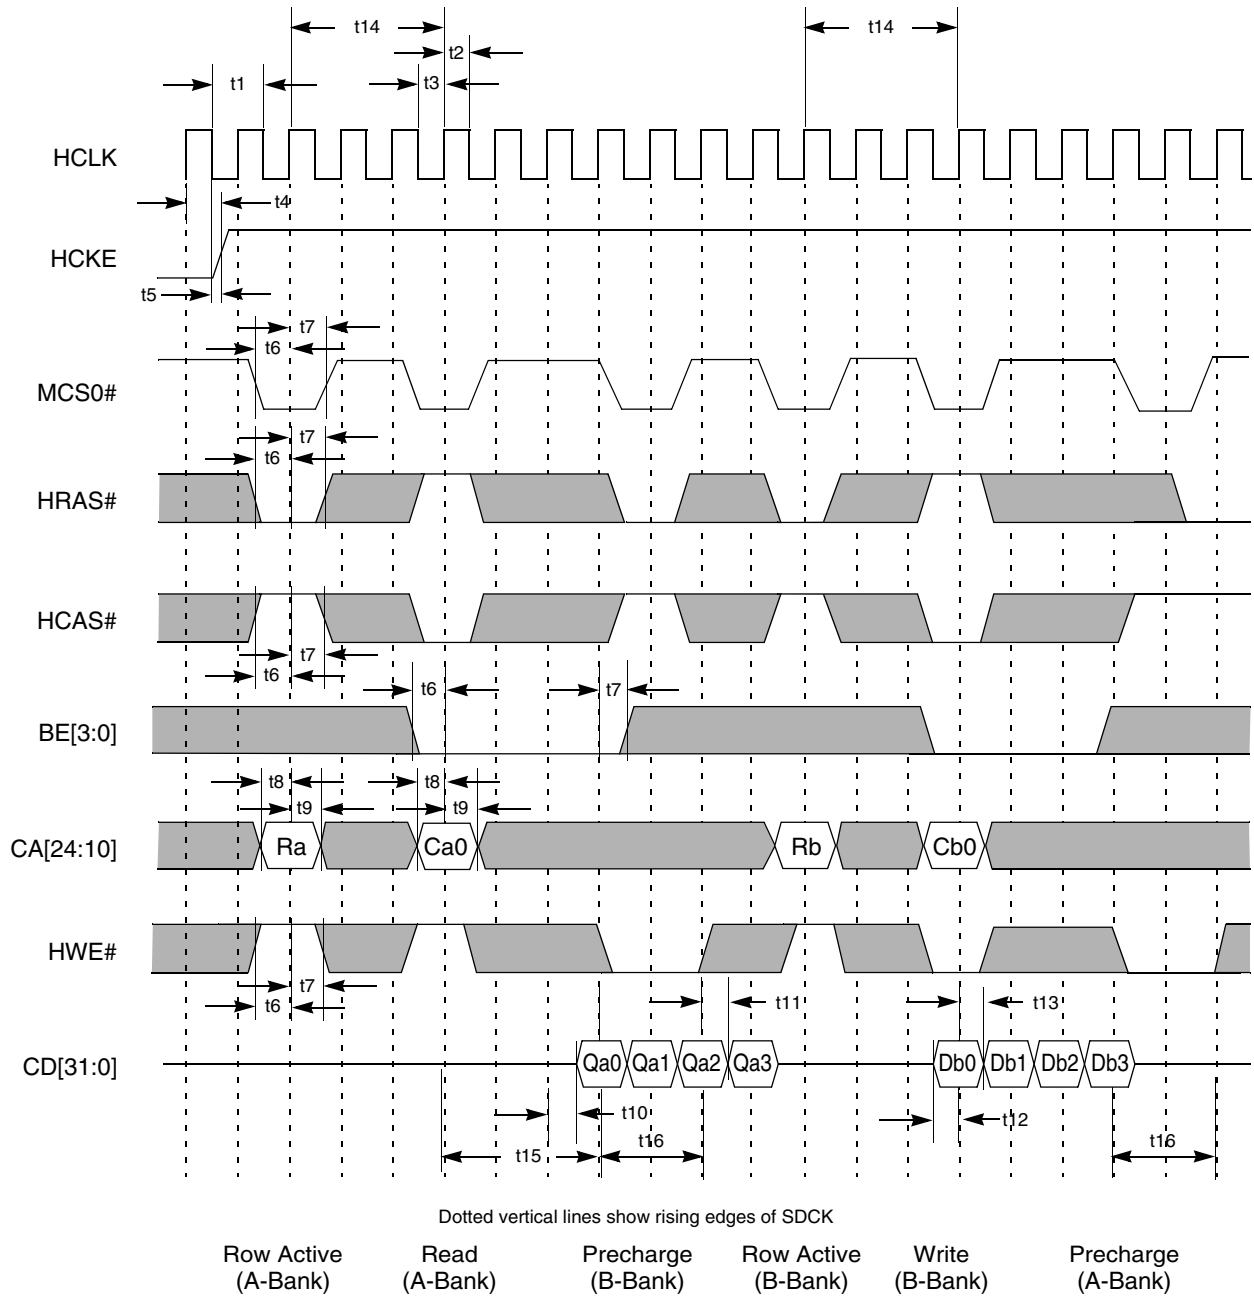 t14
t14
t2
t1
t3
HCLK
t4
HCKE
t5
t7
t6
MCS0#
t7
t6
HRAS#
HCAS#
t7
t6
t6
t7
BE[3:0]
t8
t8
t9
t9
CA[24:10]
Ra
Ca0
Rb
Cb0
HWE#
t7
t6
t11
t13
CD[31:0]
Qa0
Qa1
Qa2
Qa3
Db0
Db1
Db2
Db3
t10
t12
t15
t16
t16
Dotted vertical lines show rising edges of SDCK
Row Active
(A-Bank)
Read
(A-Bank)
Precharge
(B-Bank)
Row Active
(B-Bank)
Write
(B-Bank)
Precharge
(A-Bank)